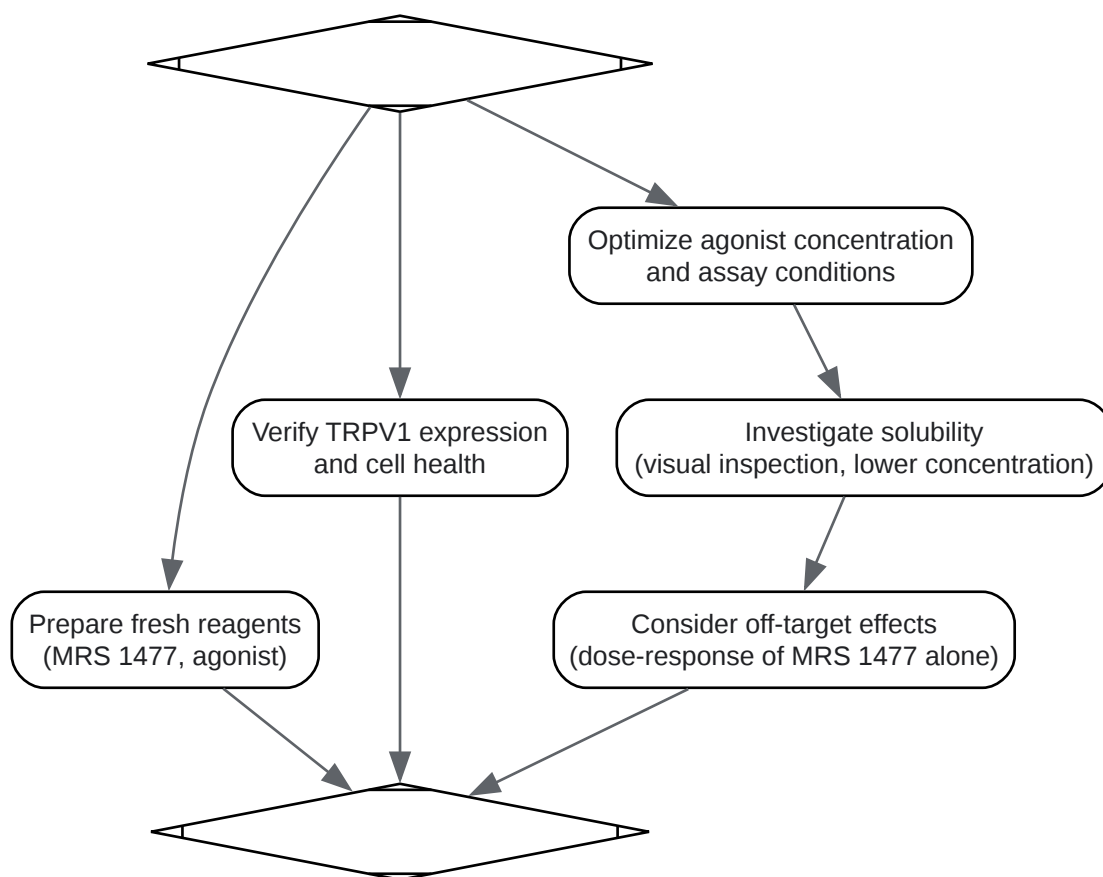 Optimize agonist concentration
and assay conditions
Verify TRPV1 expression
and cell health
Investigate solubility
(visual inspection, lower concentration)
Prepare fresh reagents
(MRS 1477, agonist)
Consider off-target effects
(dose-response of MRS 1477 alone)